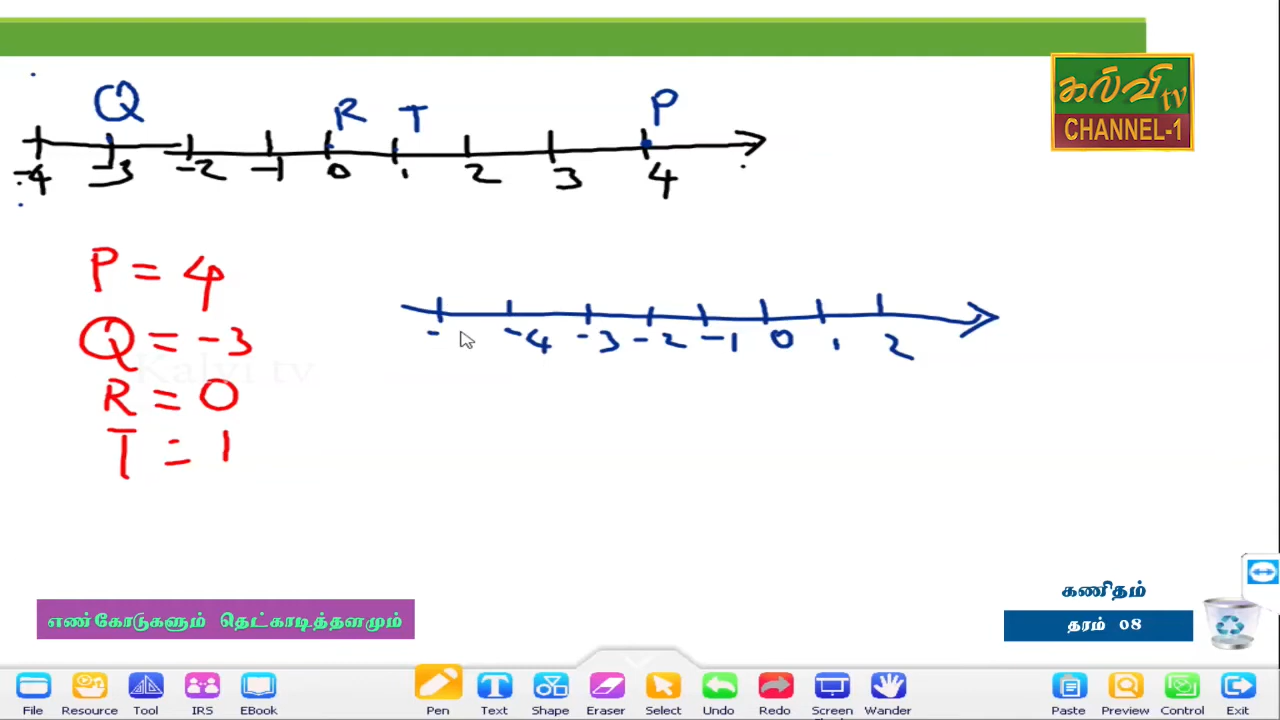 கல்வி tv
CHANNEL-1
Q R T P
-4 -3 -2 -1 0 1 2 3 4
P = 4
Q = -3
R = 0
T = 1
- -4 -3 -2 -1 0 1 2
Kalvi tv
கணிதம்
எண்கோடுகளும் தெட்காடித்தளமும்
தரம் 08
File Resource Tool IRS EBook Pen Text Shape Eraser Select Undo Redo Screen Wander Paste Preview Control Exit